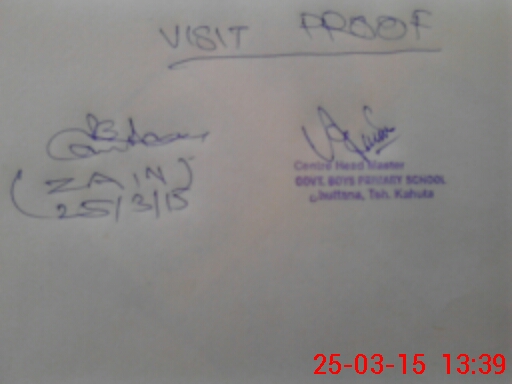 VISIT PROOF
(ZAIN)
25/3/15
Centre Head Master
GOVT. BOYS PRIMARY SCHOOL
Teh. Kahuta
25-03-15 13:39